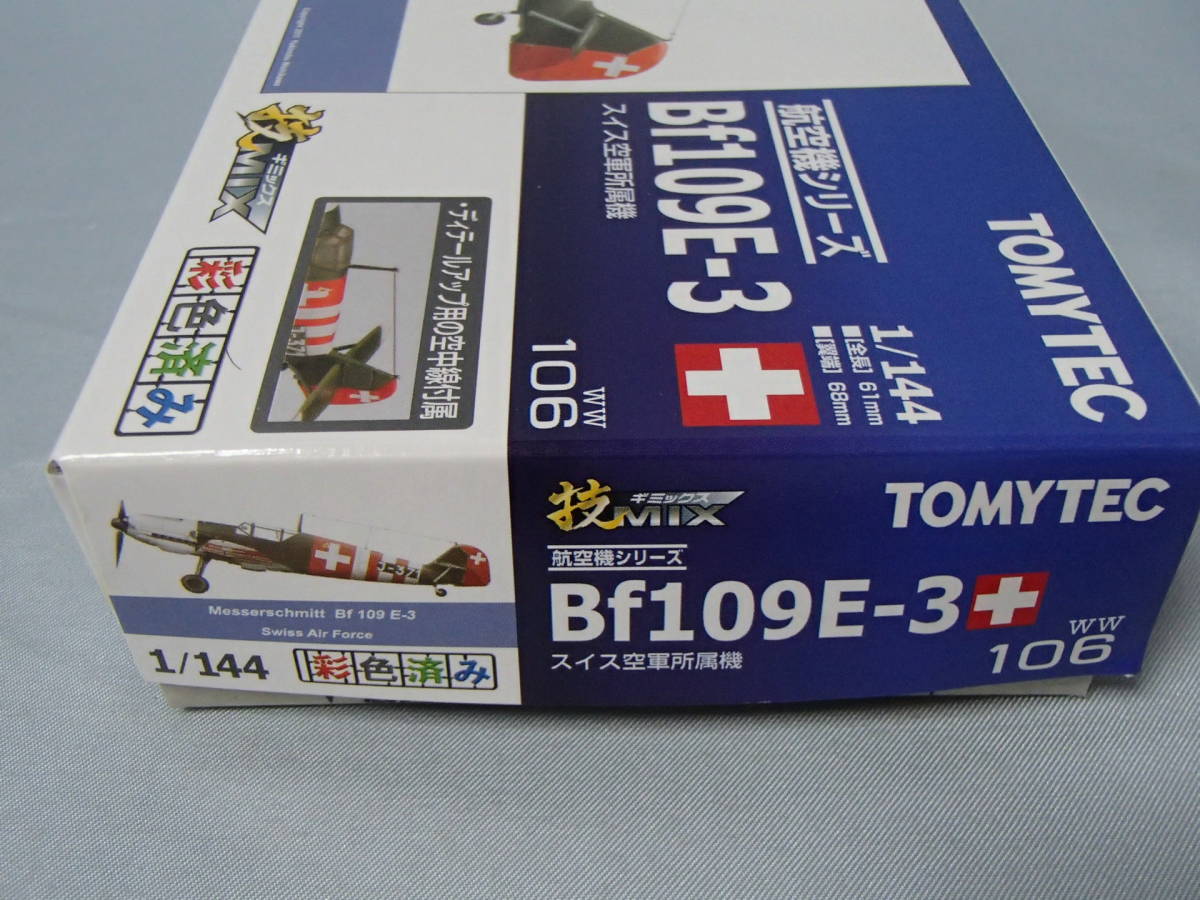 TOMYTEC
航空機シリーズ
Bf109E-3
スイス空軍所属機
1/144
■[全長] 61mm
■[翼端] 68mm
WW
106
技MIX
ギミックス
彩色済み
・ディテールアップ用の空中線付属
J-371
技MIX
ギミックス
TOMYTEC
航空機シリーズ
Bf109E-3
スイス空軍所属機
WW
106
J-371
Messerschmitt Bf 109 E-3
Swiss Air Force
1/144
彩色済み